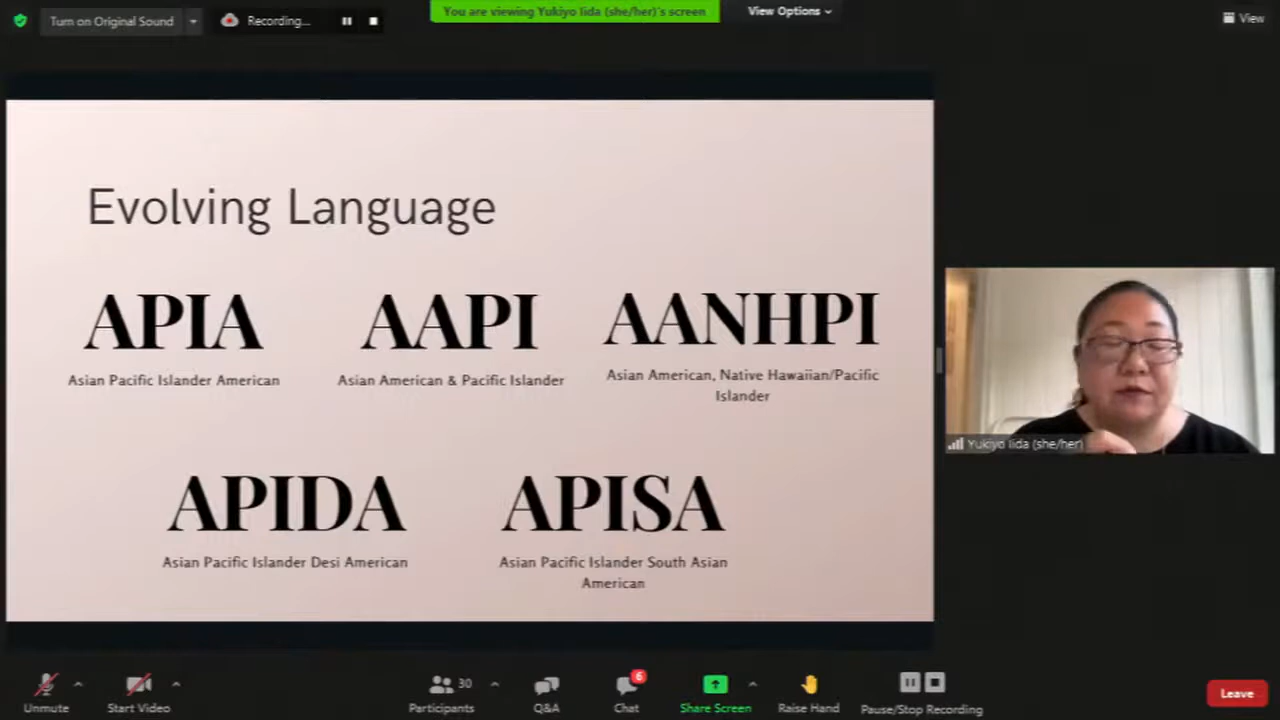 Turn on Original Sound
Recording...
You are viewing Yukiyo Iida (she/her)'s screen
View Options
View
Evolving Language
APIA
Asian Pacific Islander American
AAPI
Asian American & Pacific Islander
AANHPI
Asian American, Native Hawaiian/Pacific
Islander
APIDA
Asian Pacific Islander Desi American
APISA
Asian Pacific Islander South Asian
American
Yukiyo Iida (she/her)
Unmute
Start Video
30
Participants
Q&A
6
Chat
Share Screen
Raise Hand
Pause/Stop Recording
Leave